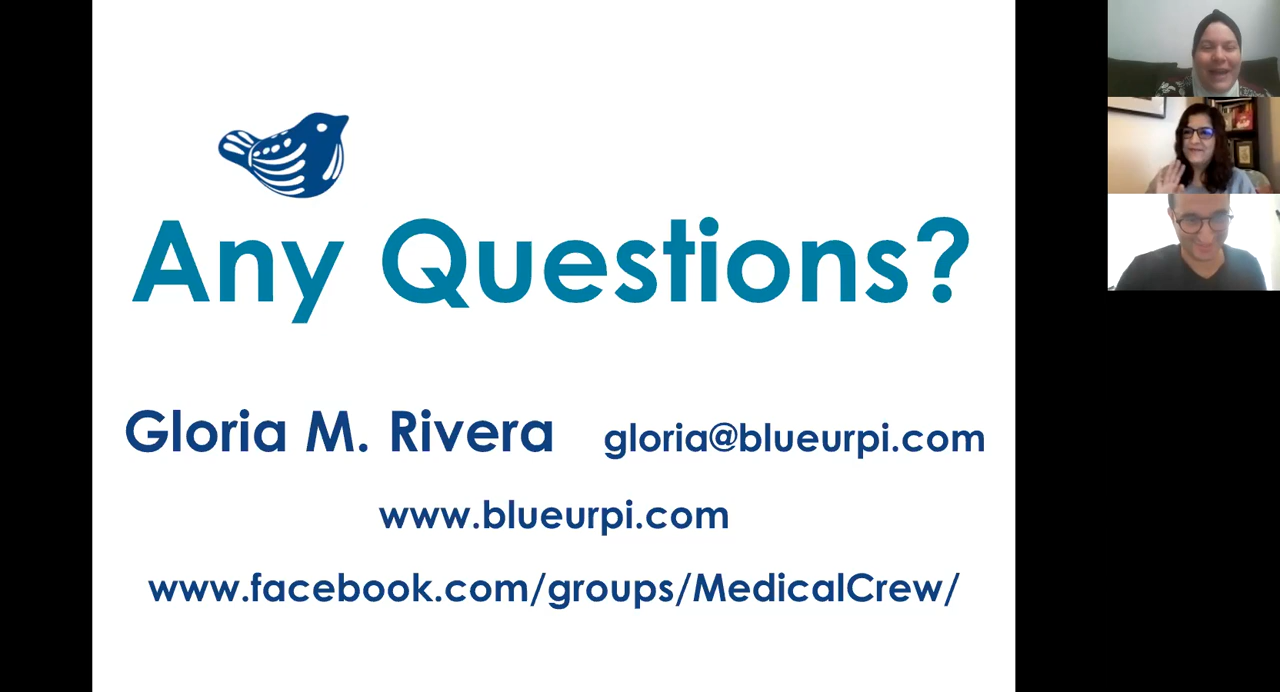 Any Questions?
Gloria M. Rivera gloria@blueurpi.com
www.blueurpi.com
www.facebook.com/groups/MedicalCrew/